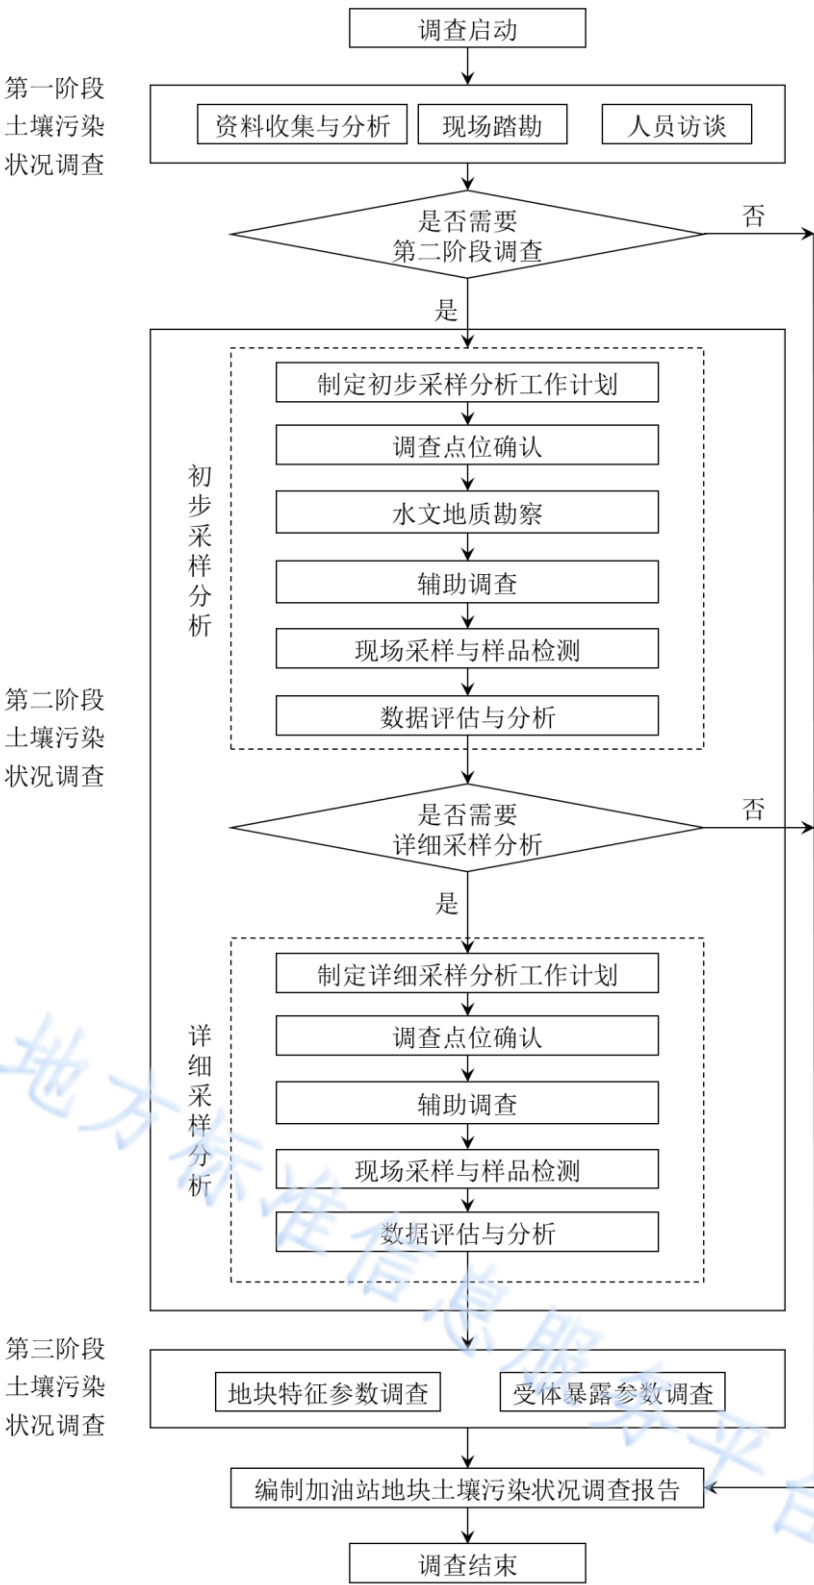 调查启动
第一阶段
土壤污染
状况调查
资料收集与分析
现场踏勘
人员访谈
是否需要
第二阶段调查
否
是
制定初步采样分析工作计划
调查点位确认
水文地质勘察
辅助调查
现场采样与样品检测
数据评估与分析
初步采样分析
第二阶段
土壤污染
状况调查
是否需要
详细采样分析
否
是
制定详细采样分析工作计划
调查点位确认
辅助调查
现场采样与样品检测
数据评估与分析
详细采样分析
第三阶段
土壤污染
状况调查
地块特征参数调查
受体暴露参数调查
编制加油站地块土壤污染状况调查报告
调查结束
地方标准信息服务平台